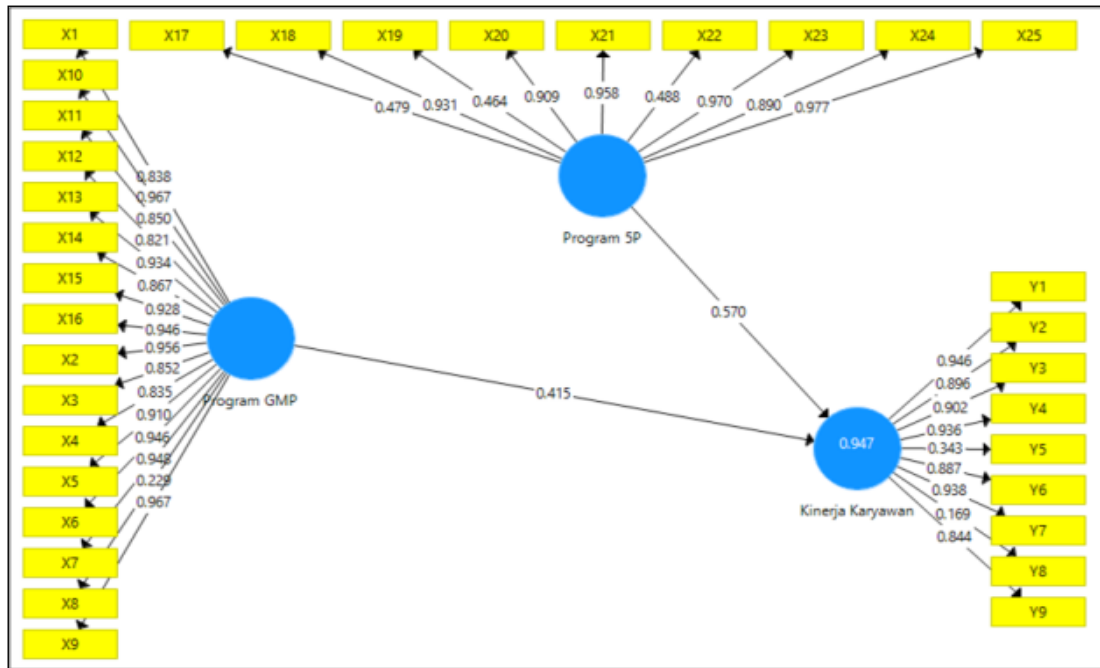 X1
X10
X11
X12
X13
X14
X15
X16
X2
X3
X4
X5
X6
X7
X8
X9
X17 X18 X19 X20 X21 X22 X23 X24 X25
0.479 0.931 0.464 0.909 0.958 0.488 0.970 0.890 0.977
0.838
0.967
0.850
0.821
0.934
0.867
0.928
0.946
0.956
0.852
0.835
0.910
0.946
0.948
0.229
0.967
Program GMP
Program 5P
0.570
0.415
0.947
Kinerja Karyawan
0.946
0.896
0.902
0.936
0.343
0.887
0.938
0.169
0.844
Y1
Y2
Y3
Y4
Y5
Y6
Y7
Y8
Y9